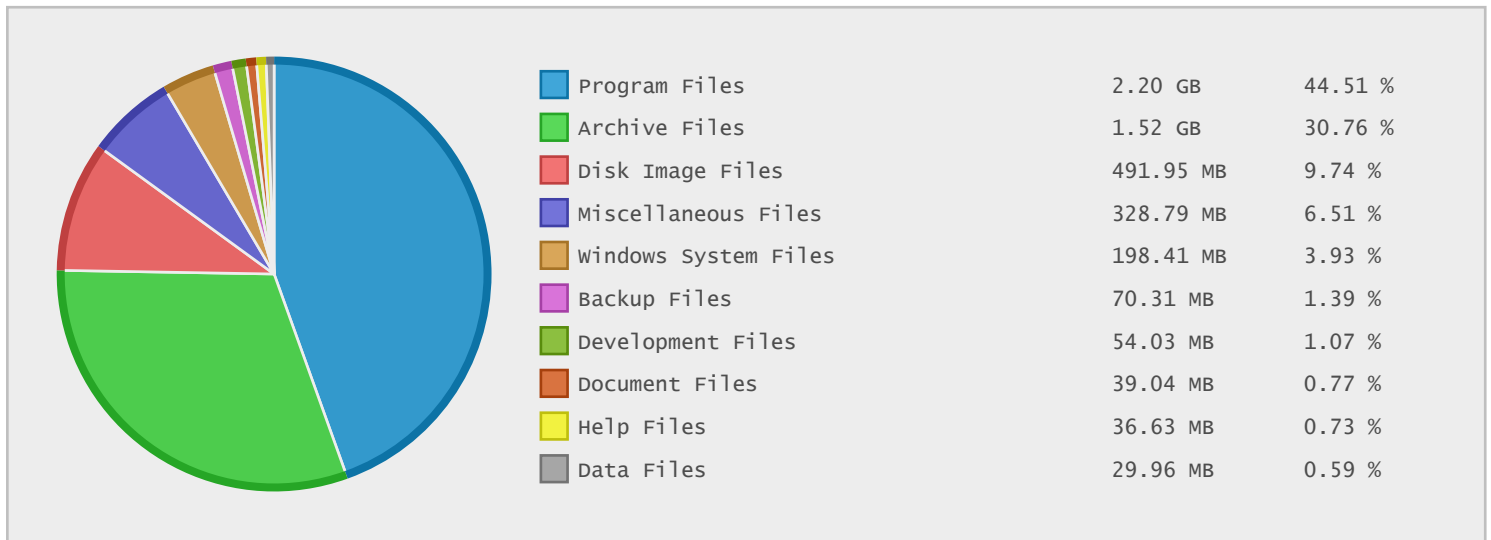 Program Files 2.20 GB 44.51 %
Archive Files 1.52 GB 30.76 %
Disk Image Files 491.95 MB 9.74 %
Miscellaneous Files 328.79 MB 6.51 %
Windows System Files 198.41 MB 3.93 %
Backup Files 70.31 MB 1.39 %
Development Files 54.03 MB 1.07 %
Document Files 39.04 MB 0.77 %
Help Files 36.63 MB 0.73 %
Data Files 29.96 MB 0.59 %